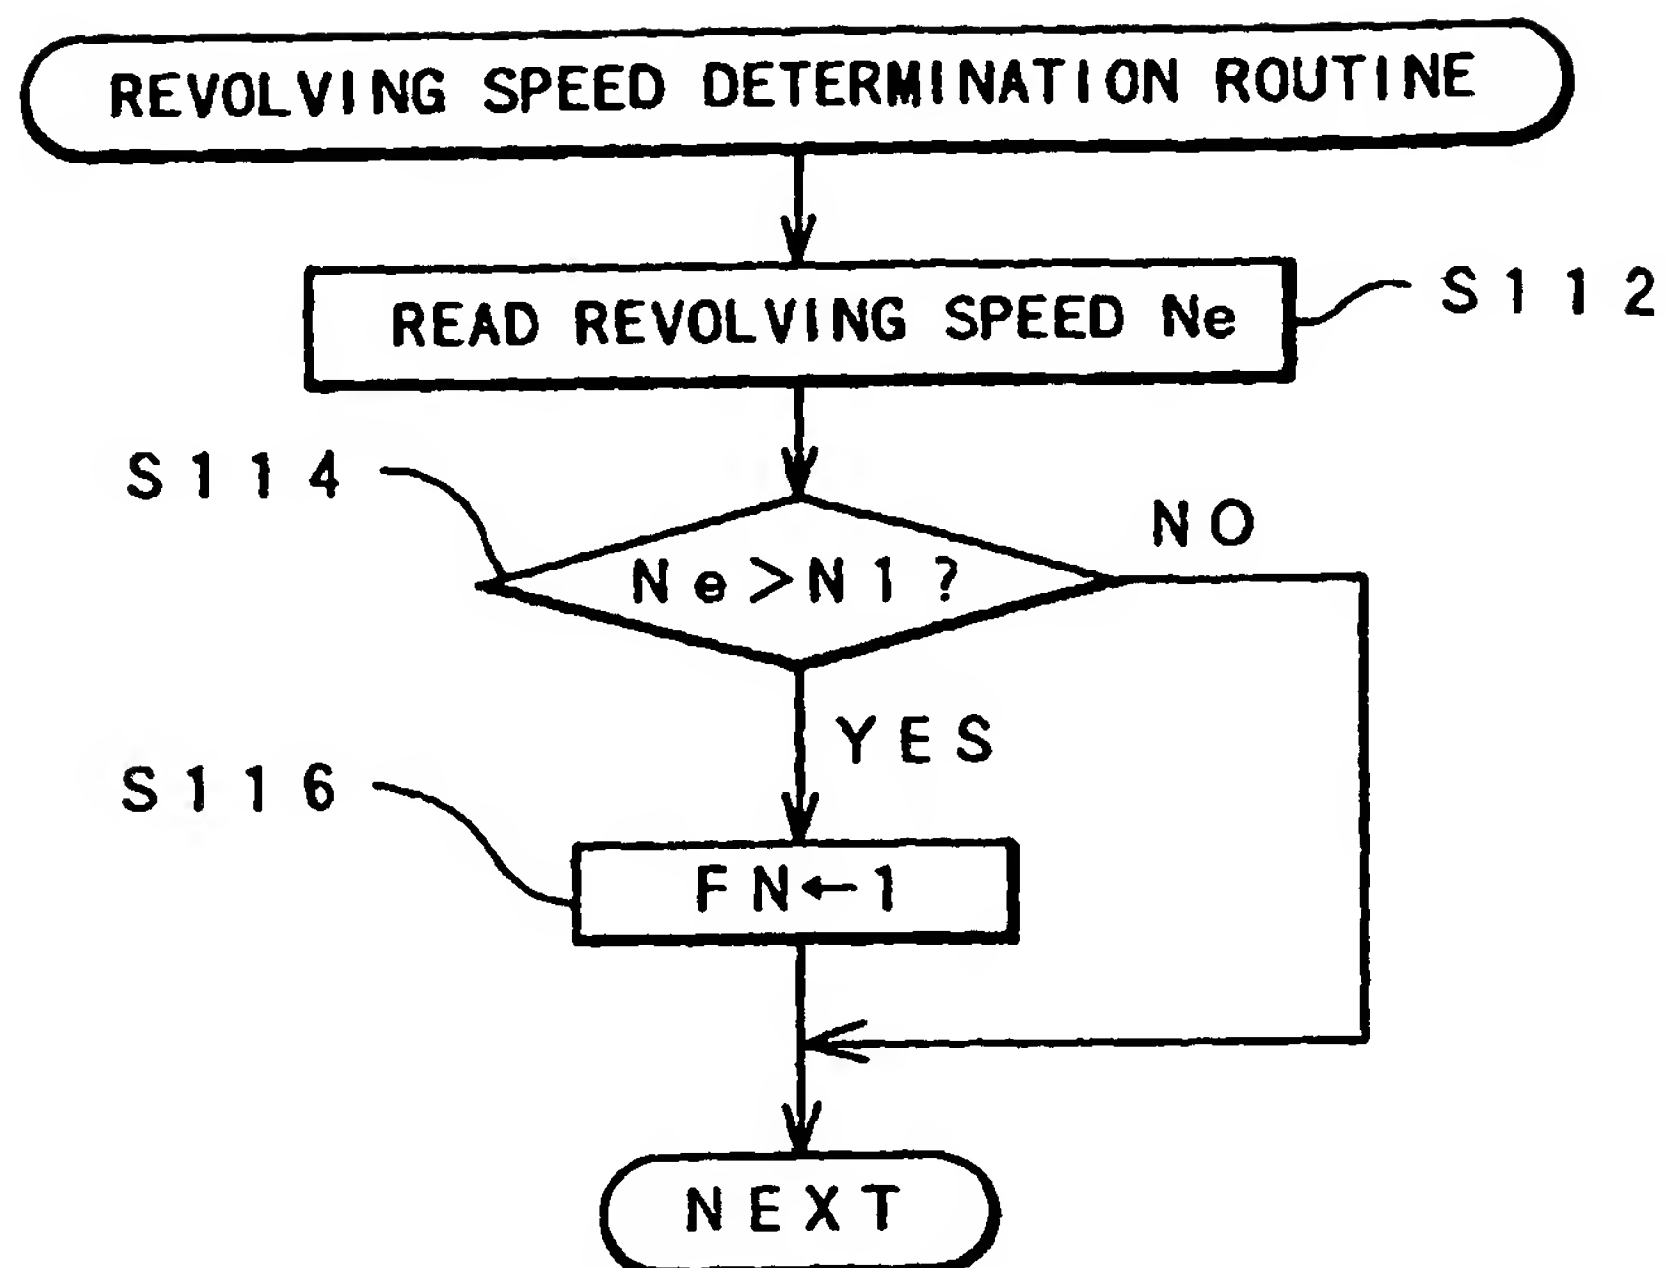 REVOLVING SPEED DETERMINATION ROUTINE
READ REVOLVING SPEED Ne
S112
S114
Ne>N1?
NO
YES
S116
FN←1
NEXT